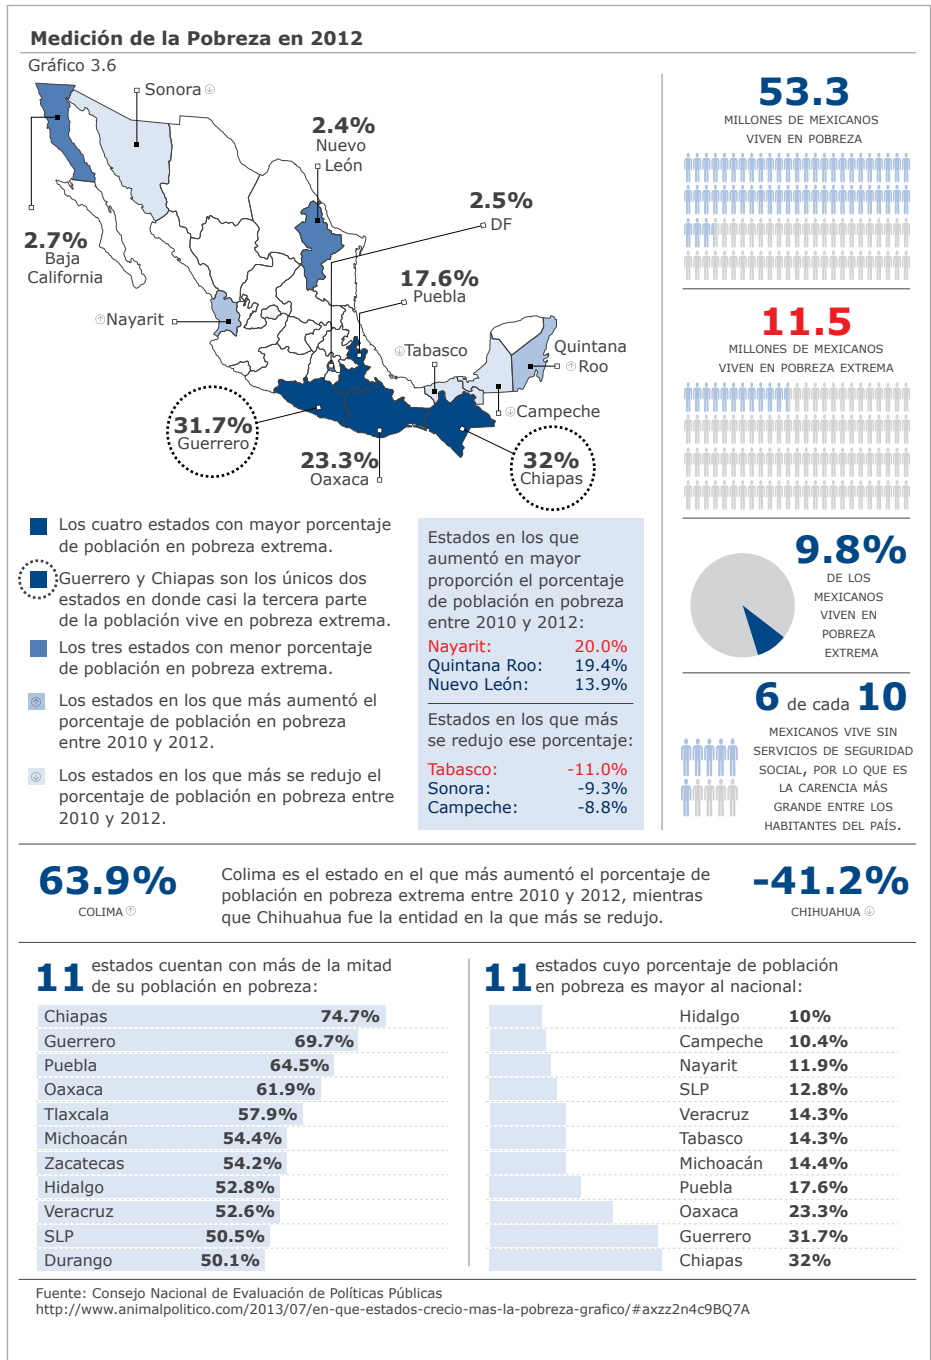 Medición de la Pobreza en 2012
Gráfico 3.6
Sonora
2.4%
Nuevo
León
2.5%
DF
2.7%
Baja
California
17.6%
Puebla
Nayarit
Tabasco
Quintana
Roo
Campeche
31.7%
Guerrero
23.3%
Oaxaca
32%
Chiapas
53.3
MILLONES DE MEXICANOS
VIVEN EN POBREZA
11.5
MILLONES DE MEXICANOS
VIVEN EN POBREZA EXTREMA
9.8%
DE LOS
MEXICANOS
VIVEN EN
POBREZA
EXTREMA
6 de cada 10
MEXICANOS VIVE SIN
SERVICIOS DE SEGURIDAD
SOCIAL, POR LO QUE ES
LA CARENCIA MÁS
GRANDE ENTRE LOS
HABITANTES DEL PAÍS.
Los cuatro estados con mayor porcentaje
de población en pobreza extrema.
Guerrero y Chiapas son los únicos dos
estados en donde casi la tercera parte
de la población vive en pobreza extrema.
Los tres estados con menor porcentaje
de población en pobreza extrema.
Los estados en los que más aumentó el
porcentaje de población en pobreza
entre 2010 y 2012.
Los estados en los que más se redujo el
porcentaje de población en pobreza entre
2010 y 2012.
Estados en los que
aumentó en mayor
proporción el porcentaje
de población en pobreza
entre 2010 y 2012:
Nayarit: 20.0%
Quintana Roo: 19.4%
Nuevo León: 13.9%
Estados en los que más
se redujo ese porcentaje:
Tabasco: -11.0%
Sonora: -9.3%
Campeche: -8.8%
63.9%
COLIMA
Colima es el estado en el que más aumentó el porcentaje de
población en pobreza extrema entre 2010 y 2012, mientras
que Chihuahua fue la entidad en la que más se redujo.
-41.2%
CHIHUAHUA
11 estados cuentan con más de la mitad
de su población en pobreza:
Chiapas 74.7%
Guerrero 69.7%
Puebla 64.5%
Oaxaca 61.9%
Tlaxcala 57.9%
Michoacán 54.4%
Zacatecas 54.2%
Hidalgo 52.8%
Veracruz 52.6%
SLP 50.5%
Durango 50.1%
11 estados cuyo porcentaje de población
en pobreza es mayor al nacional:
Hidalgo 10%
Campeche 10.4%
Nayarit 11.9%
SLP 12.8%
Veracruz 14.3%
Tabasco 14.3%
Michoacán 14.4%
Puebla 17.6%
Oaxaca 23.3%
Guerrero 31.7%
Chiapas 32%
Fuente: Consejo Nacional de Evaluación de Políticas Públicas
http://www.animalpolitico.com/2013/07/en-que-estados-crecio-mas-la-pobreza-grafico/#axzz2n4c9BQ7A